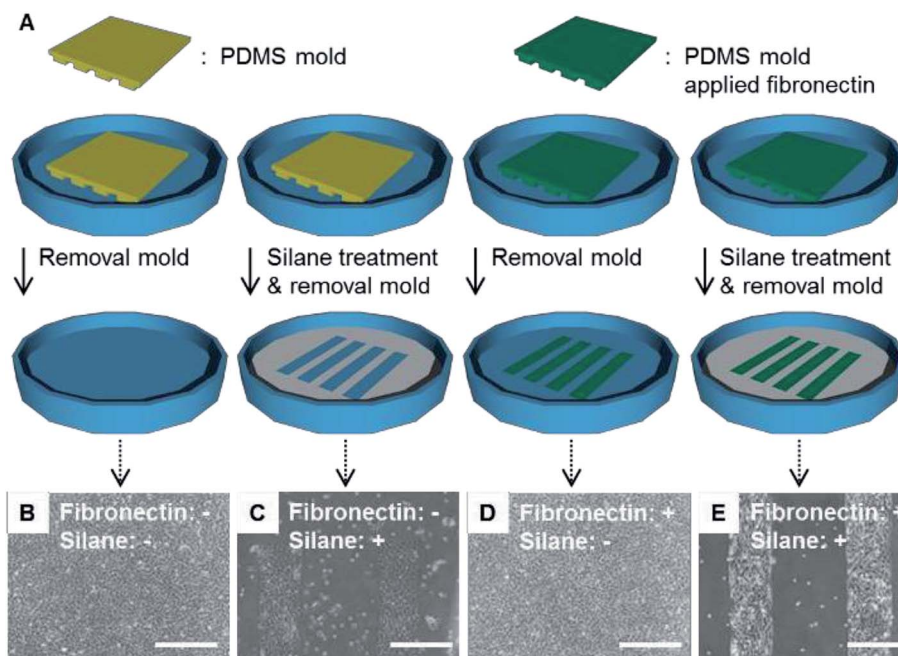 A
: PDMS mold
: PDMS mold
applied fibronectin
Removal mold
Silane treatment
& removal mold
Removal mold
Silane treatment
& removal mold
B Fibronectin: -
Silane: -
C Fibronectin: -
Silane: +
D Fibronectin: +
Silane: -
E Fibronectin: +
Silane: +